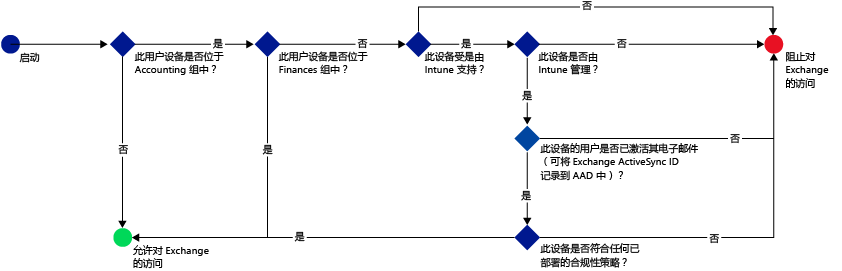 否
启动
是
此用户设备是否位于
Accounting 组中？
否
此用户设备是否位于
Finances 组中？
是
此设备受是由
Intune 支持？
否
此设备是否由
Intune 管理？
阻止对
Exchange
的访问
是
否
是
此设备的用户是否已激活其电子邮件
（可将 Exchange ActiveSync ID
记录到 AAD 中）？
否
是
允许对 Exchange
的访问
是
此设备是否符合任何已
部署的合规性策略？
否